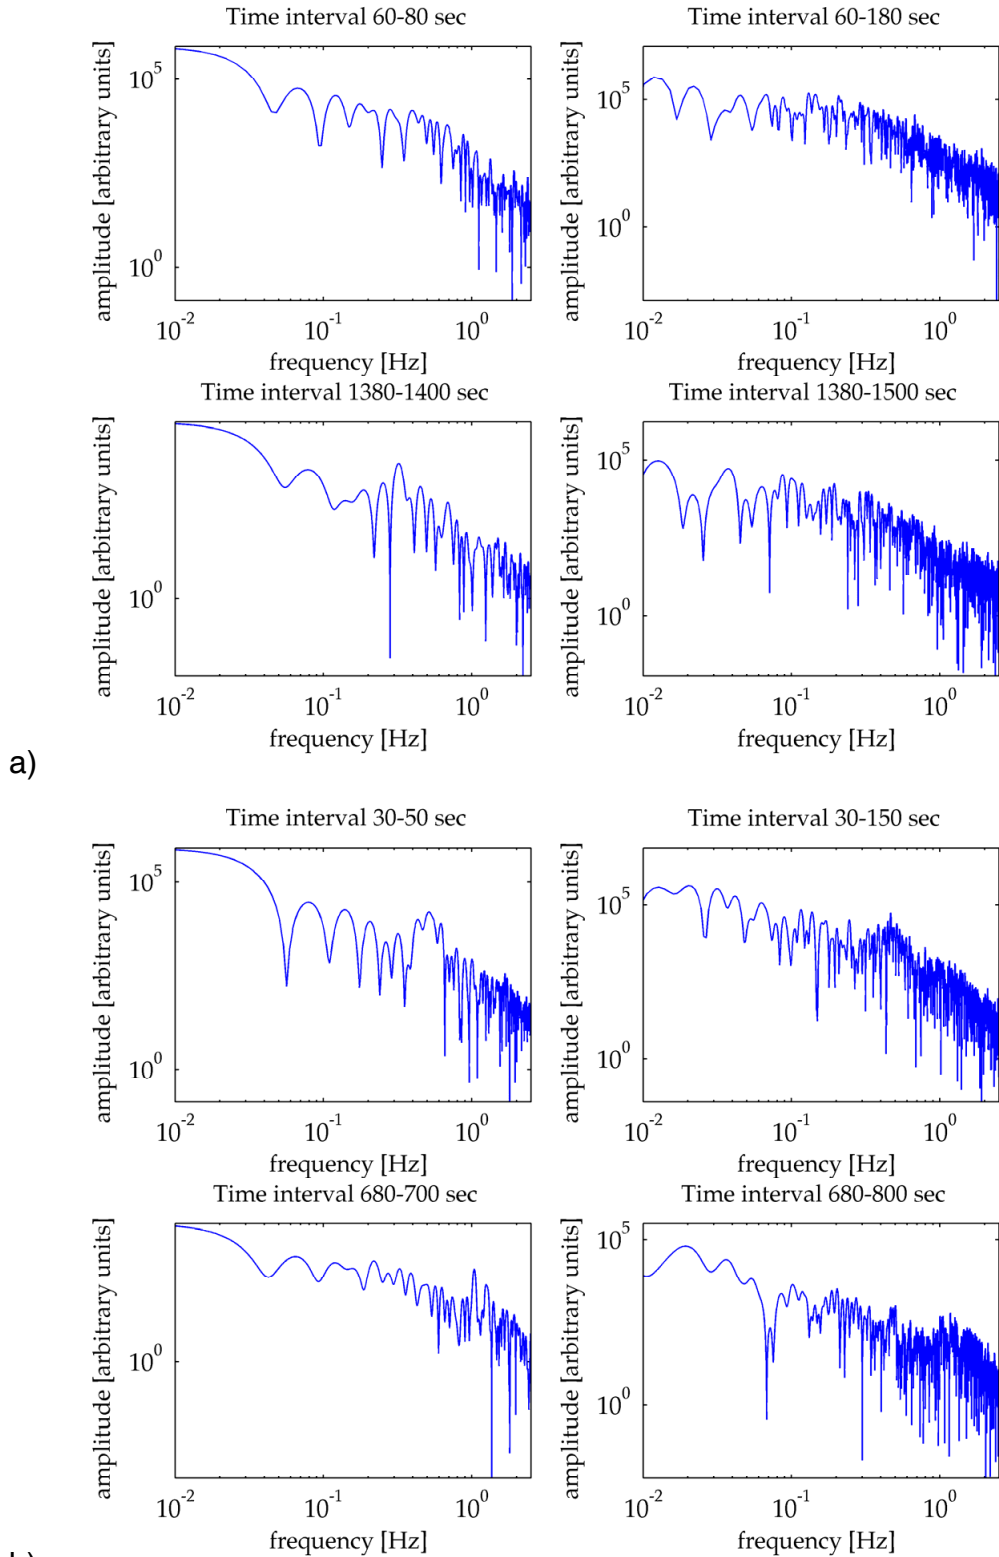 Time interval 60-80 sec
Time interval 60-180 sec
amplitude [arbitrary units]
10^5
10^0
10^-2
10^-1
10^0
frequency [Hz]
amplitude [arbitrary units]
10^5
10^0
10^-2
10^-1
10^0
frequency [Hz]
Time interval 1380-1400 sec
Time interval 1380-1500 sec
amplitude [arbitrary units]
10^0
10^-2
10^-1
10^0
frequency [Hz]
amplitude [arbitrary units]
10^5
10^0
10^-2
10^-1
10^0
frequency [Hz]
a)
Time interval 30-50 sec
Time interval 30-150 sec
amplitude [arbitrary units]
10^5
10^0
10^-2
10^-1
10^0
frequency [Hz]
amplitude [arbitrary units]
10^5
10^0
10^-2
10^-1
10^0
frequency [Hz]
Time interval 680-700 sec
Time interval 680-800 sec
amplitude [arbitrary units]
10^0
10^-2
10^-1
10^0
frequency [Hz]
amplitude [arbitrary units]
10^5
10^0
10^-2
10^-1
10^0
frequency [Hz]